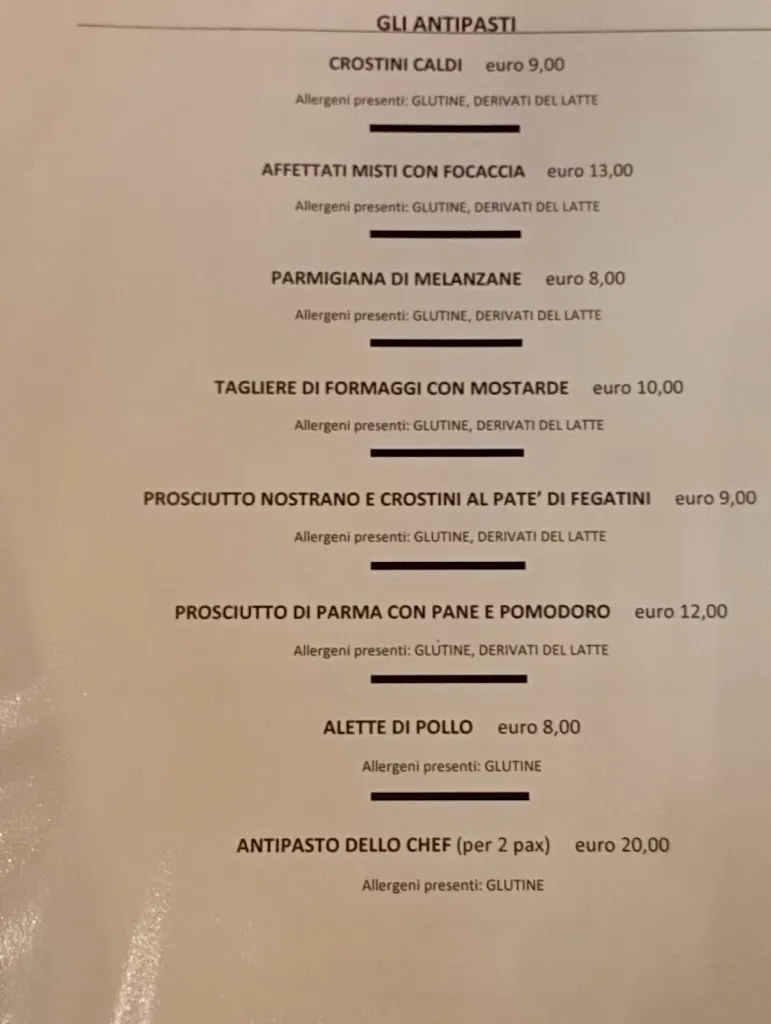 GLI ANTIPASTI
CROSTINI CALDI euro 9,00
Allergeni presenti: GLUTINE, DERIVATI DEL LATTE
AFFETTATI MISTI CON FOCACCIA euro 13,00
Allergeni presenti: GLUTINE, DERIVATI DEL LATTE
PARMIGIANA DI MELANZANE euro 8,00
Allergeni presenti: GLUTINE, DERIVATI DEL LATTE
TAGLIERE DI FORMAGGI CON MOSTARDE euro 10,00
Allergeni presenti: GLUTINE, DERIVATI DEL LATTE
PROSCIUTTO NOSTRANO E CROSTINI AL PATE’ DI FEGATINI euro 9,00
Allergeni presenti: GLUTINE, DERIVATI DEL LATTE
PROSCIUTTO DI PARMA CON PANE E POMODORO euro 12,00
Allergeni presenti: GLUTINE, DERIVATI DEL LATTE
ALETTE DI POLLO euro 8,00
Allergeni presenti: GLUTINE
ANTIPASTO DELLO CHEF (per 2 pax) euro 20,00
Allergeni presenti: GLUTINE